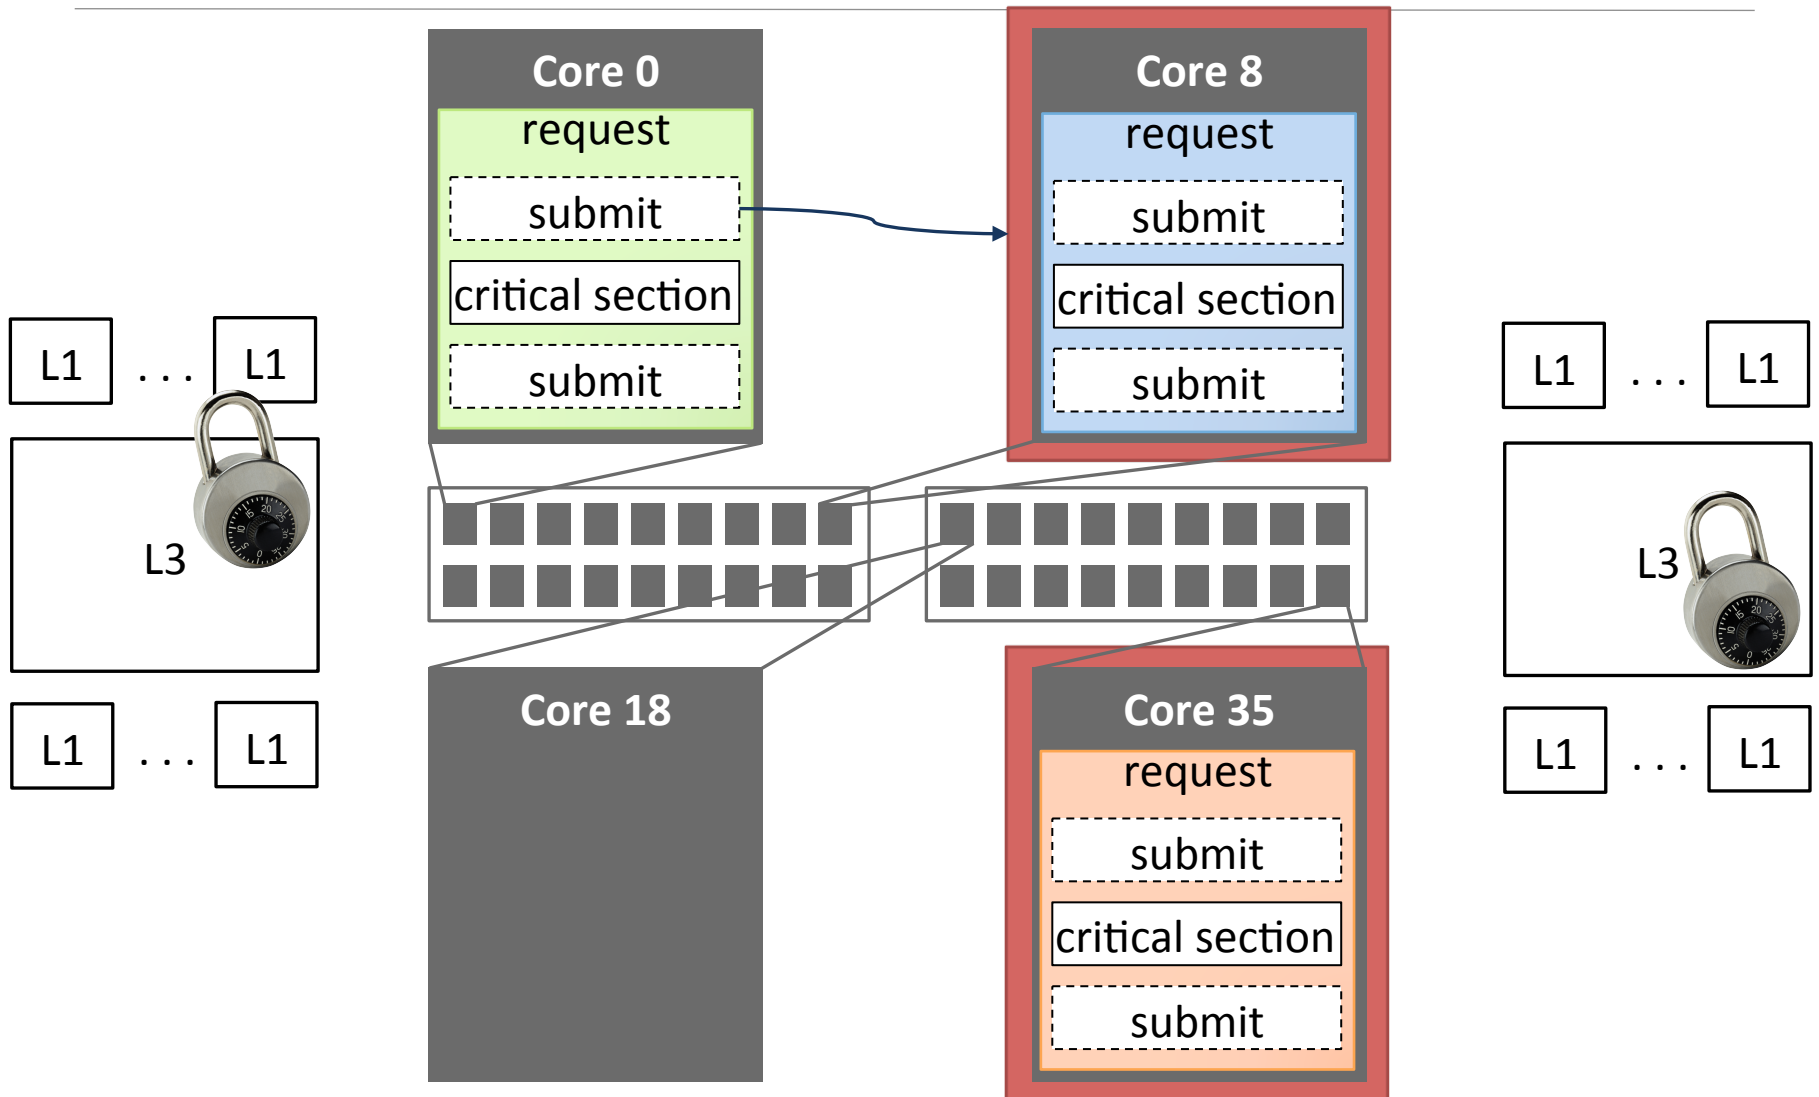 Core 0
request
submit
critical section
submit
Core 8
request
submit
critical section
submit
L1 . . . L1
L3
L1 . . . L1
L1 . . . L1
L3
L1 . . . L1
Core 18
Core 35
request
submit
critical section
submit